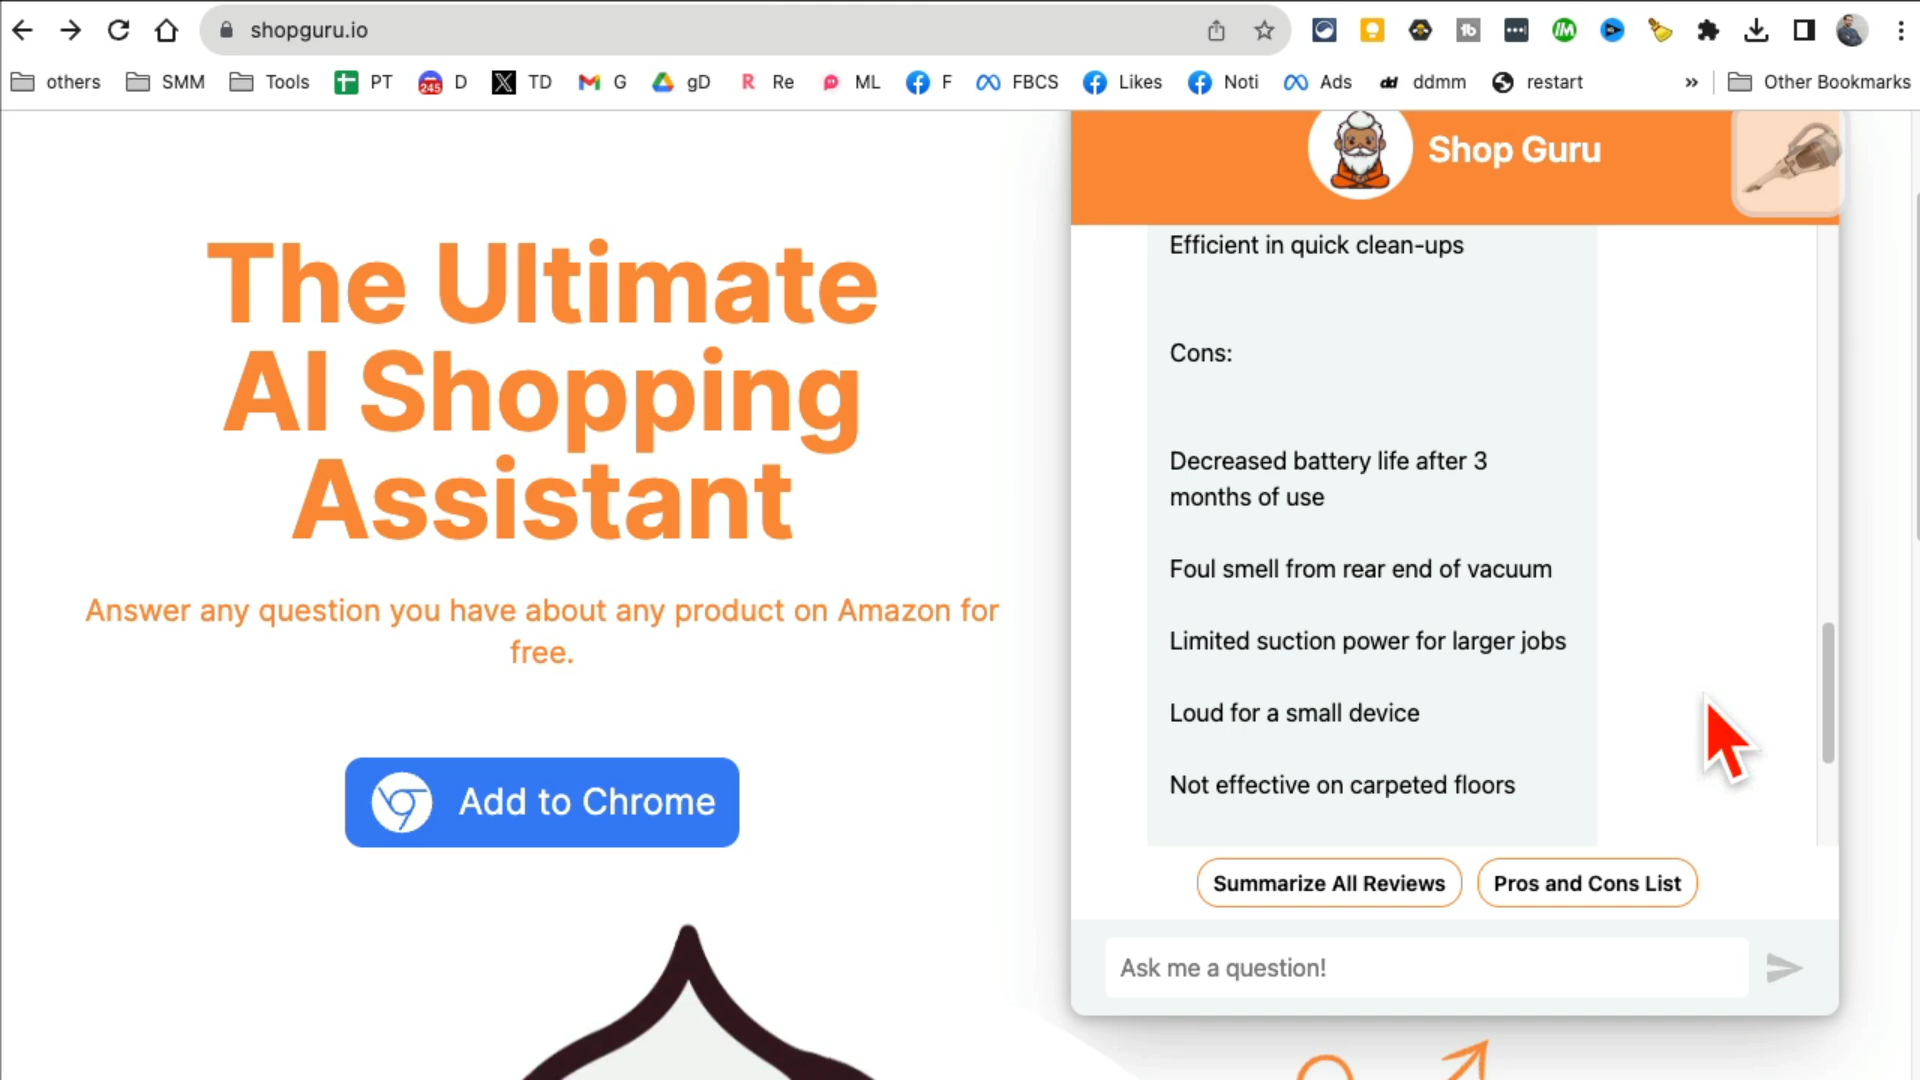 shopguru.io
others SMM Tools PT 245 D TD G gD R Re ML F FBCS Likes Noti Ads dd ddmm restart » Other Bookmarks
The Ultimate
AI Shopping
Assistant
Answer any question you have about any product on Amazon for
free.
Add to Chrome
Shop Guru
Efficient in quick clean-ups
Cons:
Decreased battery life after 3
months of use
Foul smell from rear end of vacuum
Limited suction power for larger jobs
Loud for a small device
Not effective on carpeted floors
Summarize All Reviews
Pros and Cons List
Ask me a question!